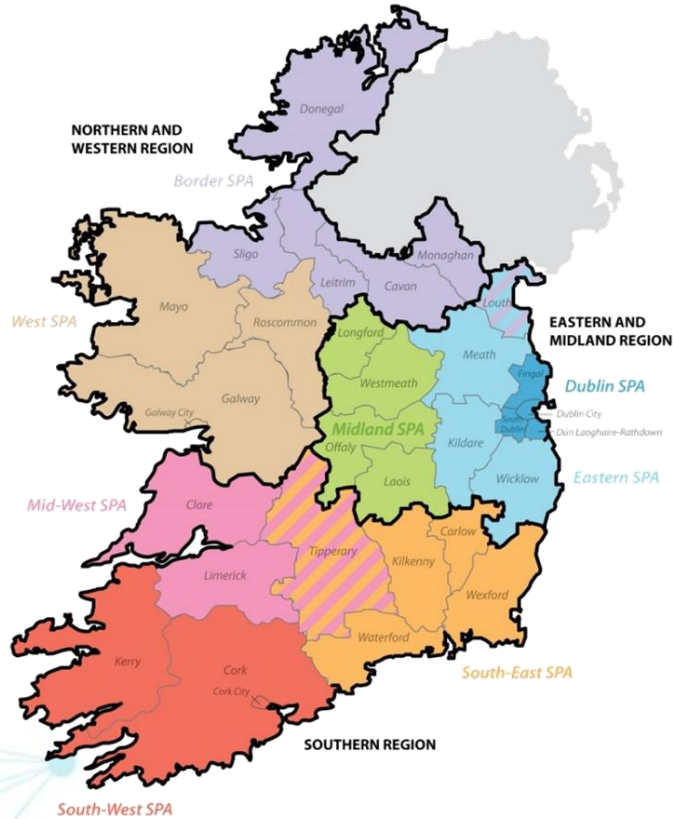 Donegal
NORTHERN AND
WESTERN REGION
Border SPA
Sligo
Leitrim
Cavan
Monaghan
Louth
West SPA
Mayo
Roscommon
Galway
Galway City
EASTERN AND
MIDLAND REGION
Longford
Westmeath
Meath
Fingal
Dublin SPA
Dublin City
South
Dublin
Dún Laoghaire-Rathdown
Midland SPA
Offaly
Laois
Kildare
Wicklow
Eastern SPA
Mid-West SPA
Clare
Limerick
Tipperary
Kilkenny
Carlow
Wexford
Waterford
South-East SPA
Kerry
Cork
Cork City
SOUTHERN REGION
South-West SPA